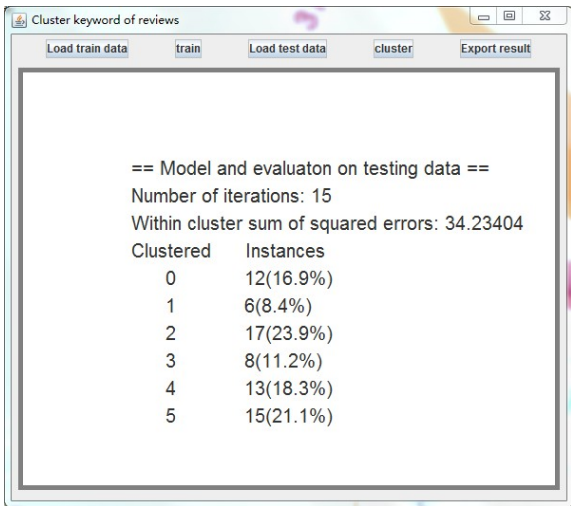 Cluster keyword of reviews
Load train data train Load test data cluster Export result
== Model and evaluaton on testing data ==
Number of iterations: 15
Within cluster sum of squared errors: 34.23404
Clustered Instances
0 12(16.9%)
1 6(8.4%)
2 17(23.9%)
3 8(11.2%)
4 13(18.3%)
5 15(21.1%)